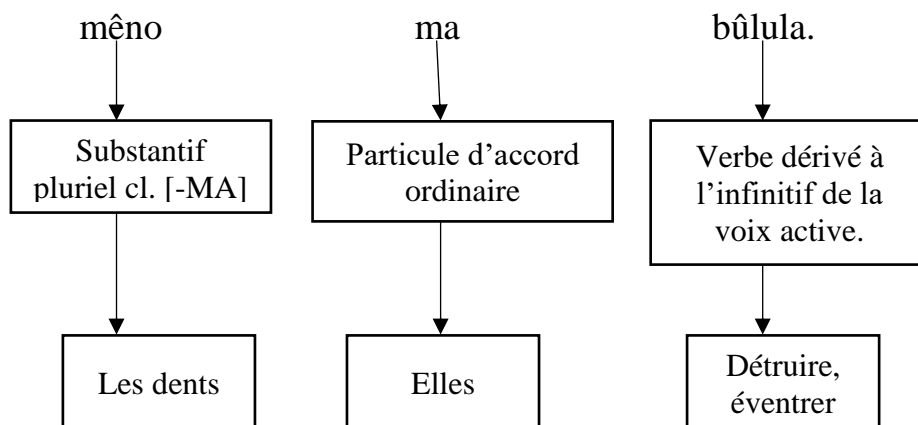 mêno ma bûlula.
Substantif
pluriel cl. [-MA]
Particule d’accord
ordinaire
Verbe dérivé à
l’infinitif de la
voix active.
Les dents
Elles
Détruire,
éventrer